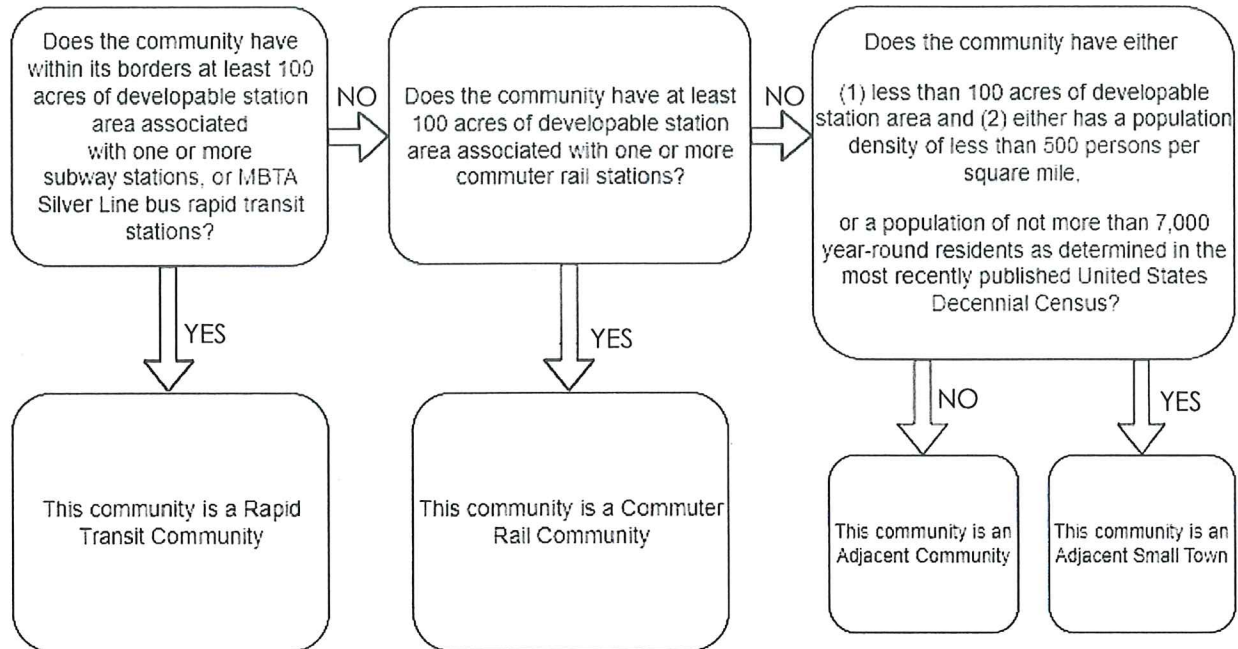 Does the community have
within its borders at least 100
acres of developable station
area associated
with one or more
subway stations, or MBTA
Silver Line bus rapid transit
stations?
NO
Does the community have at least
100 acres of developable station
area associated with one or more
commuter rail stations?
NO
Does the community have either
(1) less than 100 acres of developable
station area and (2) either has a population
density of less than 500 persons per
square mile,
or a population of not more than 7,000
year-round residents as determined in the
most recently published United States
Decennial Census?
YES
YES
NO
YES
This community is a Rapid
Transit Community
This community is a Commuter
Rail Community
This community is an
Adjacent Community
This community is an
Adjacent Small Town